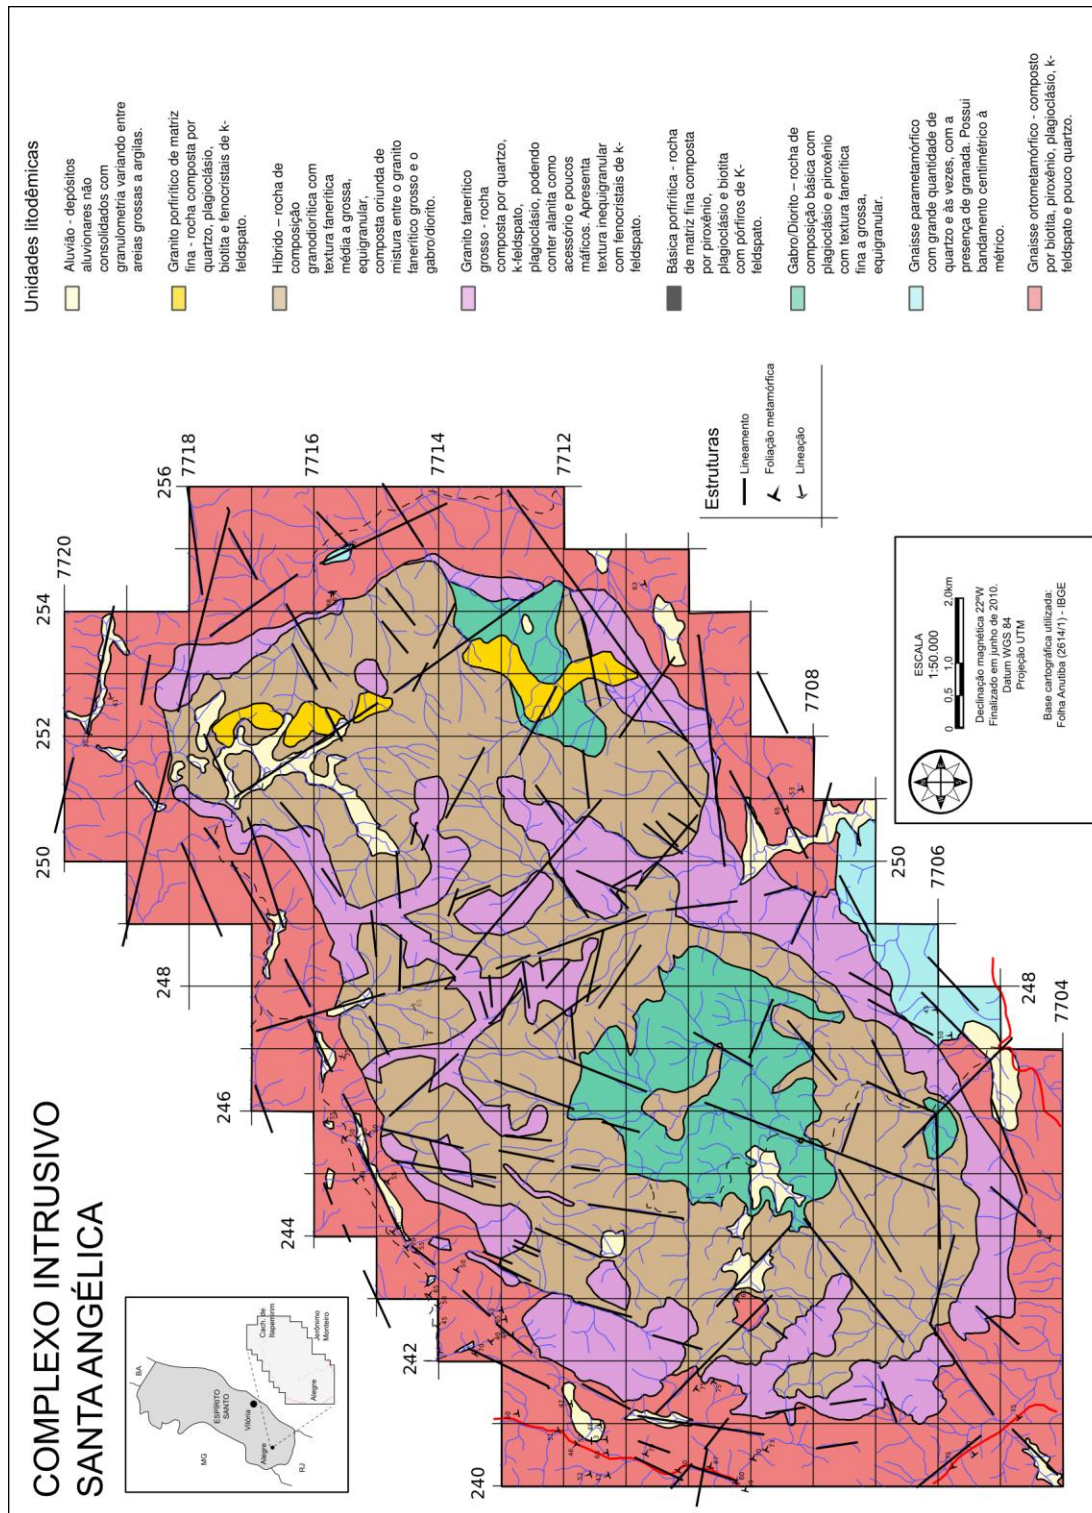 COMPLEXO INTRUSIVO
SANTA ANGÉLICA
BA
MG
ESPÍRITO
SANTO
Vitória
Alegre
RJ
Cach. de
Itapemirim
Alegre
Jerônimo
Monteiro
240
242
244
246
248
250
252
254
256
7720
7718
7716
7714
7712
7708
250
7706
248
7704
Estruturas
Lineamento
Foliação metamórfica
Lineação
ESCALA
1:50.000
0 0,5 1,0 2,0km
Declinação magnética 22ºW
Finalizado em junho de 2010.
Datum WGS 84
Projeção UTM
Base cartográfica utilizada:
Folha Anutiba (2614/1) - IBGE
Unidades litodêmicas
Aluvião - depósitos
aluvionares não
consolidados com
granulometria variando entre
areias grossas a argilas.
Granito porfirítico de matriz
fina - rocha composta por
quartzo, plagioclásio,
biotita e fenocristais de k-
feldspato.
Híbrido – rocha de
composição
granodiorítica com
textura fanerítica
média a grossa,
equigranular,
composta oriunda de
mistura entre o granito
fanerítico grosso e o
gabro/diorito.
Granito fanerítico
grosso - rocha
composta por quartzo,
k-feldspato,
plagioclásio, podendo
conter allanita como
acessório e poucos
máficos. Apresenta
textura inequigranular
com fenocristais de k-
feldspato.
Básica porfirítica - rocha
de matriz fina composta
por piroxênio,
plagioclásio e biotita
com pórfiros de K-
feldspato.
Gabro/Diorito – rocha de
composição básica com
plagioclásio e piroxênio
com textura fanerítica
fina a grossa,
equigranular.
Gnaisse parametamórfico
com grande quantidade de
quartzo e às vezes, com a
presença de granada. Possui
bandamento centimétrico à
métrico.
Gnaisse ortometamórfico - composto
por biotita, piroxênio, plagioclásio, k-
feldspato e pouco quartzo.